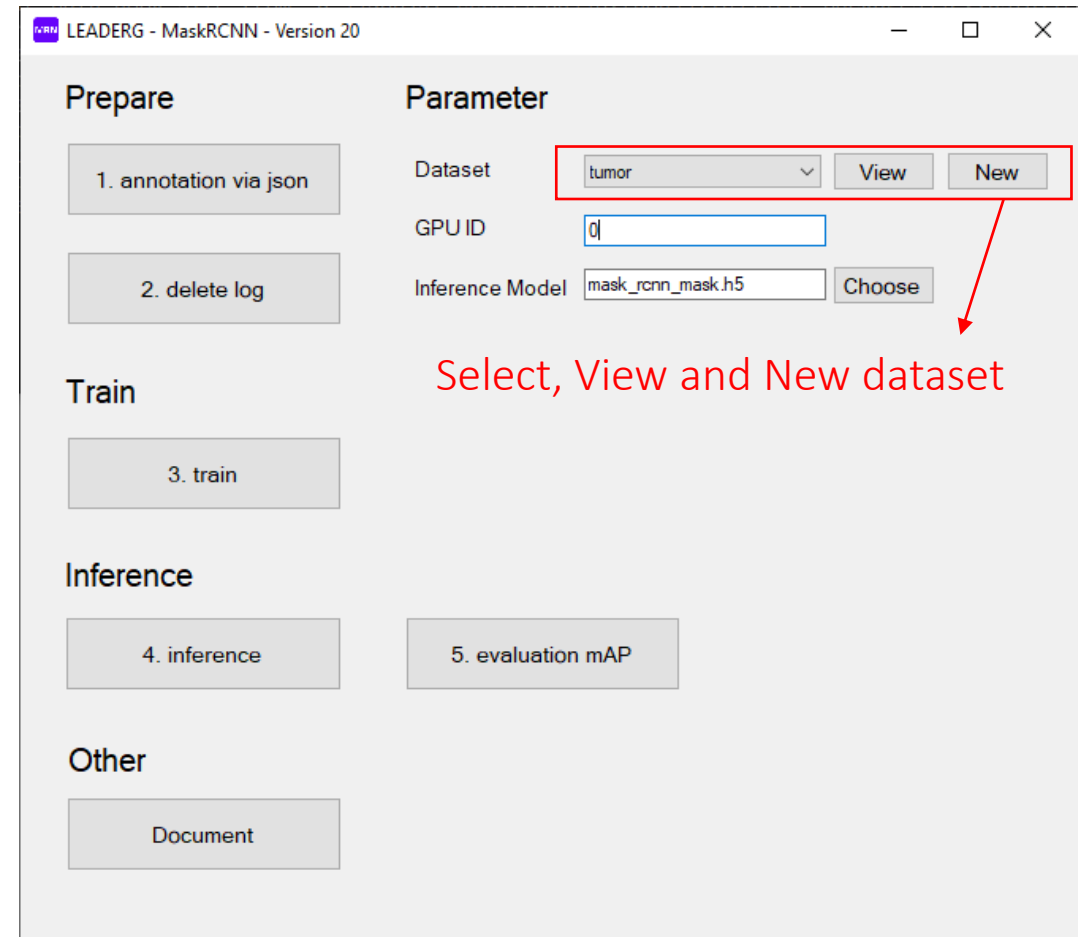 LEADERG - MaskRCNN - Version 20
Prepare
Parameter
1. annotation via json
Dataset
tumor
View
New
GPU ID
0
2. delete log
Inference Model
mask_rcnn_mask.h5
Choose
Select, View and New dataset
Train
3. train
Inference
4. inference
5. evaluation mAP
Other
Document